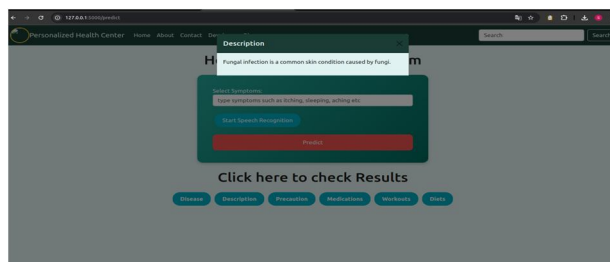 127.0.0.1:5000/predict
Personalized Health Center Home About Contact
Search
Search
Description
Fungal infection is a common skin condition caused by fungi.
Select Symptoms:
type symptoms such as itching, sleeping, aching etc
Start Speech Recognition
Predict
Click here to check Results
Disease Description Precaution Medications Workouts Diets